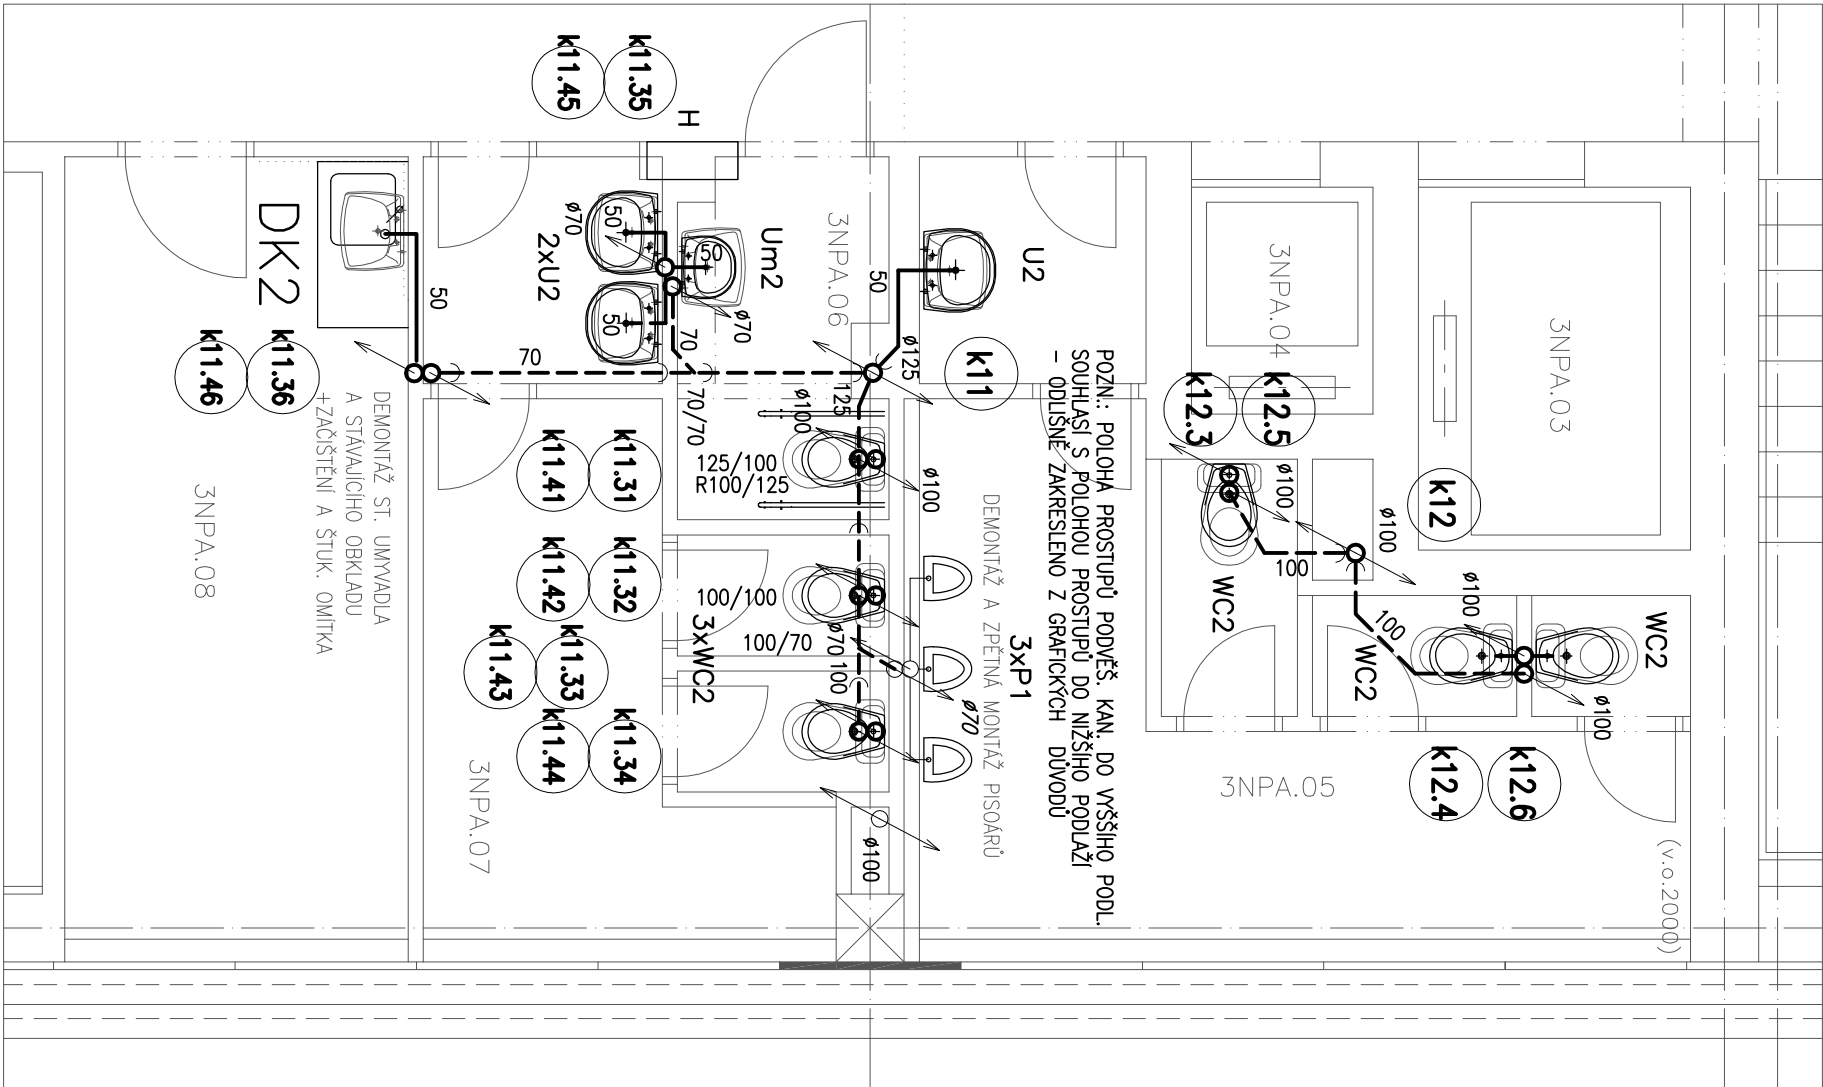 k11.45
k11.35
H
DK2
50
k11.46
k11.36
DEMONTÁŽ ST. UMYVADLA
A STÁVAJÍCÍHO OBKLADU
+ZAČIŠTĚNÍ A ŠTUK. OMÍTKA
3NPA.08
50
ø70
2xU2
50
50
Um2
ø70
70
70
70/70
3NPA.06
50
ø125
125
U2
k11
POZN.: POLOHA PROSTUPŮ PODVĚŠ. KAN. DO VYŠŠÍHO PODL.
SOUHLASÍ S POLOHOU PROSTUPŮ DO NIŽŠÍHO PODLAŽÍ
– ODLIŠNĚ ZAKRESLENO Z GRAFICKÝCH DŮVODŮ
3NPA.04
3NPA.03
k12.3
k12.5
k12
ø100
ø100
100
WC2
100
ø100
WC2
WC2
ø100
k12.4
k12.6
3NPA.05
(v.o.2000)
k11.41
k11.31
ø100
125/100
R100/125
ø100
k11.42
k11.32
100/100
100/70
ø70
100
3xWC2
k11.43
k11.33
k11.44
k11.34
3NPA.07
3xP1
DEMONTÁŽ A ZPĚTNÁ MONTÁŽ PISOÁRŮ
ø70
ø100